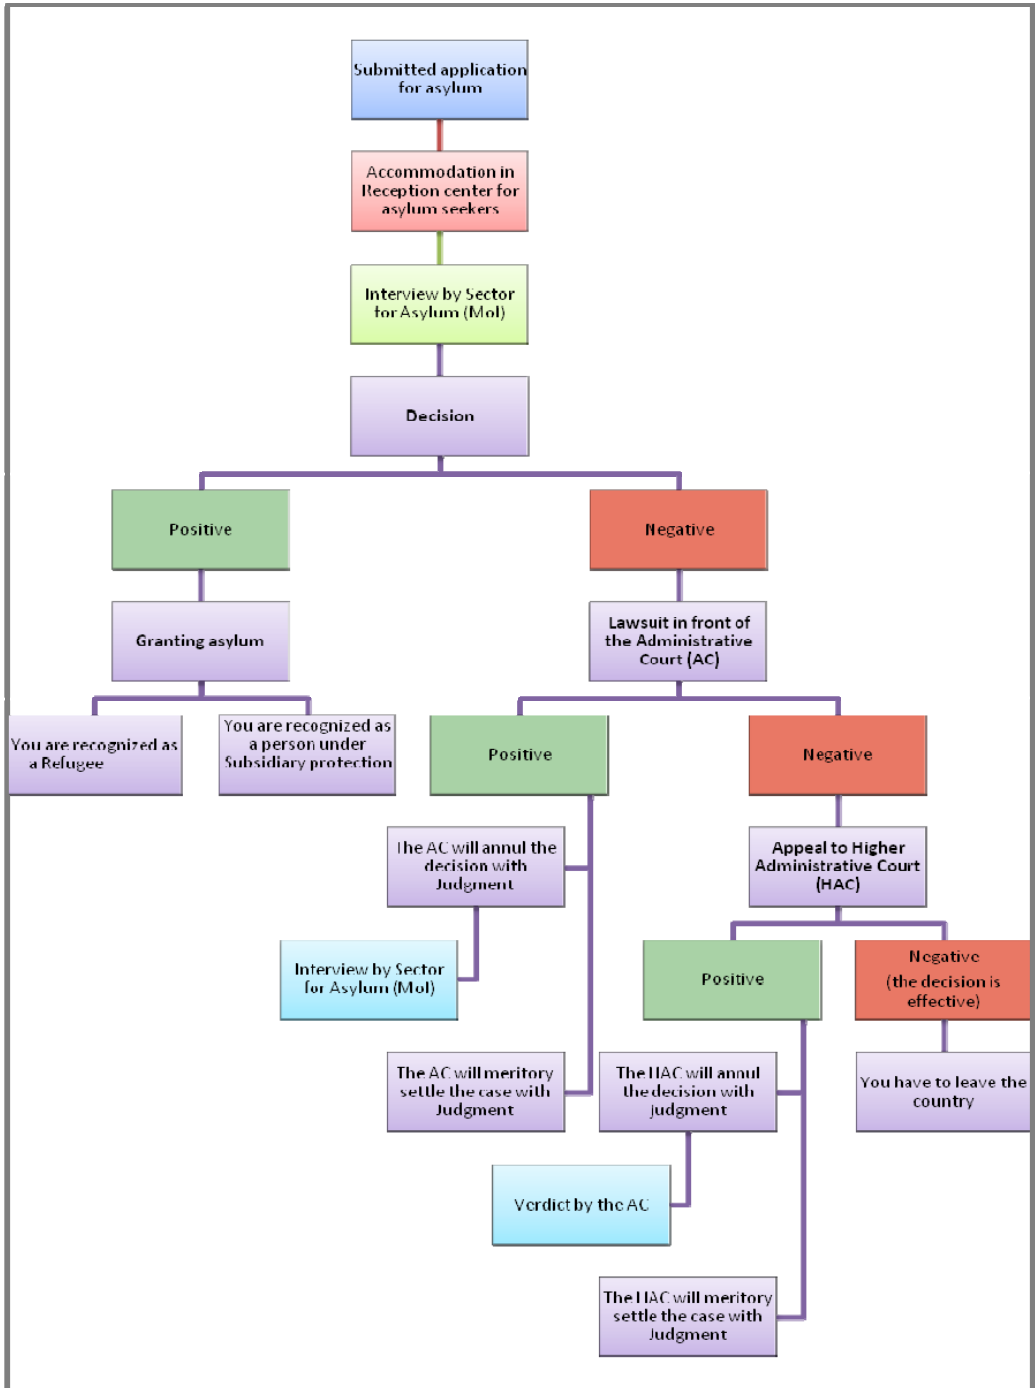 Submitted application
for asylum
Accommodation in
Reception center for
asylum seekers
Interview by Sector
for Asylum (MoI)
Decision
Positive
Negative
Granting asylum
Lawsuit in front of
the Administrative
Court (AC)
You are recognized as
a Refugee
You are recognized as
a person under
Subsidiary protection
Positive
Negative
The AC will annul the
decision with
Judgment
Appeal to Higher
Administrative Court
(HAC)
Interview by Sector
for Asylum (MoI)
Positive
Negative
(the decision is
effective)
The AC will meritory
settle the case with
Judgment
The HAC will annul
the decision with
judgment
You have to leave the
country
Verdict by the AC
The HAC will meritory
settle the case with
Judgment